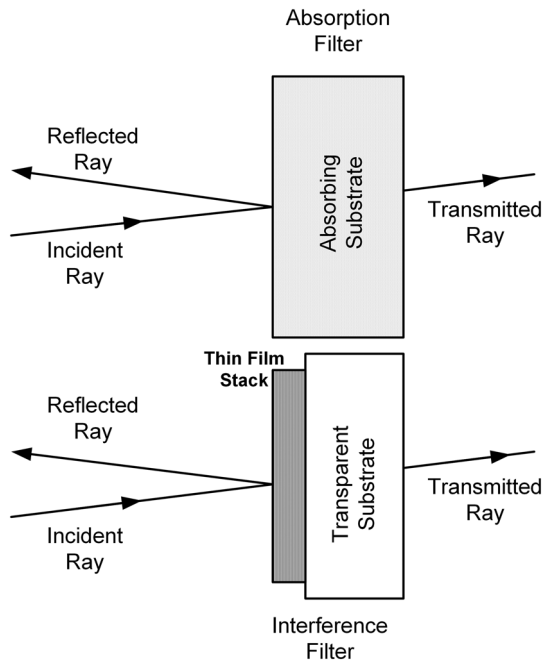 Absorption
Filter
Reflected
Ray
Incident
Ray
Absorbing
Substrate
Transmitted
Ray
Thin Film
Stack
Reflected
Ray
Incident
Ray
Transparent
Substrate
Transmitted
Ray
Interference
Filter